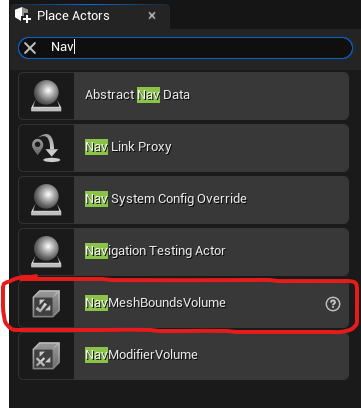 Place Actors
Nav
Abstract Nav Data
Nav Link Proxy
Nav System Config Override
Navigation Testing Actor
NavMeshBoundsVolume
NavModifierVolume